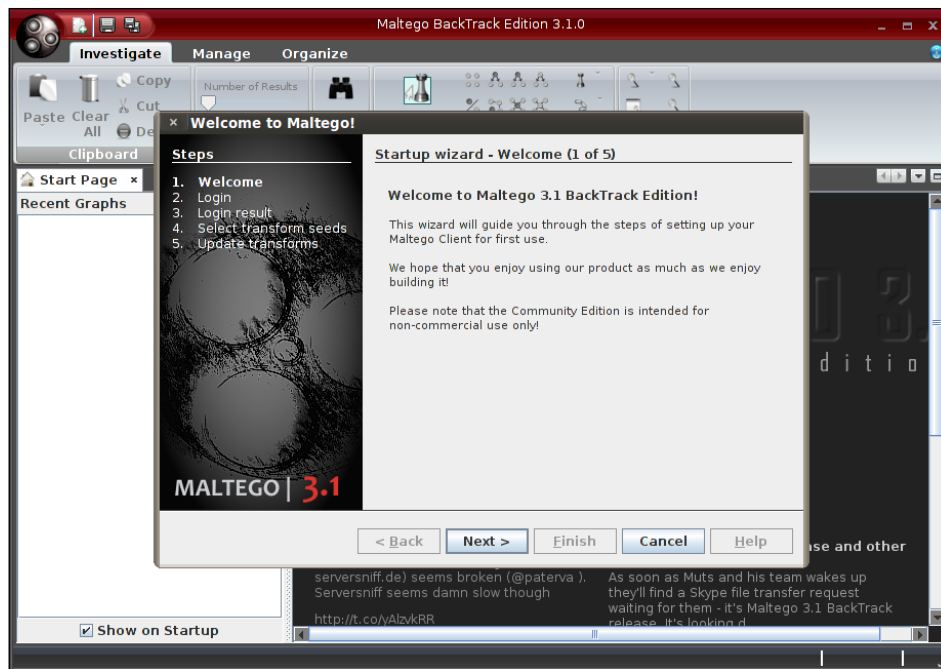 Maltego BackTrack Edition 3.1.0
Investigate Manage Organize
Copy
Number of Results
Cut
Paste Clear All
De
Clipboard
Start Page
Recent Graphs
Welcome to Maltego!
Steps
1. Welcome
2. Login
3. Login result
4. Select transform seeds
5. Update transforms
MALTEGO | 3.1
Startup wizard - Welcome (1 of 5)
Welcome to Maltego 3.1 BackTrack Edition!
This wizard will guide you through the steps of setting up your
Maltego Client for first use.
We hope that you enjoy using our product as much as we enjoy
building it!
Please note that the Community Edition is intended for
non-commercial use only!
< Back Next > Finish Cancel Help
O 3.
ditio
se and other
serversniff.de) seems broken (@paterva ).
Serversniff seems damn slow though
http://t.co/yAlzvkRR
As soon as Muts and his team wakes up
they'll find a Skype file transfer request
waiting for them - it's Maltego 3.1 BackTrack
release. It's looking d
Show on Startup